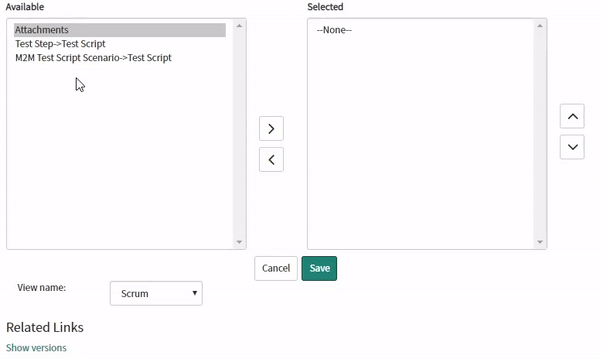 Available
Attachments
Test Step->Test Script
M2M Test Script Scenario->Test Script
Selected
--None--
Cancel
Save
View name:
Scrum
Related Links
Show versions